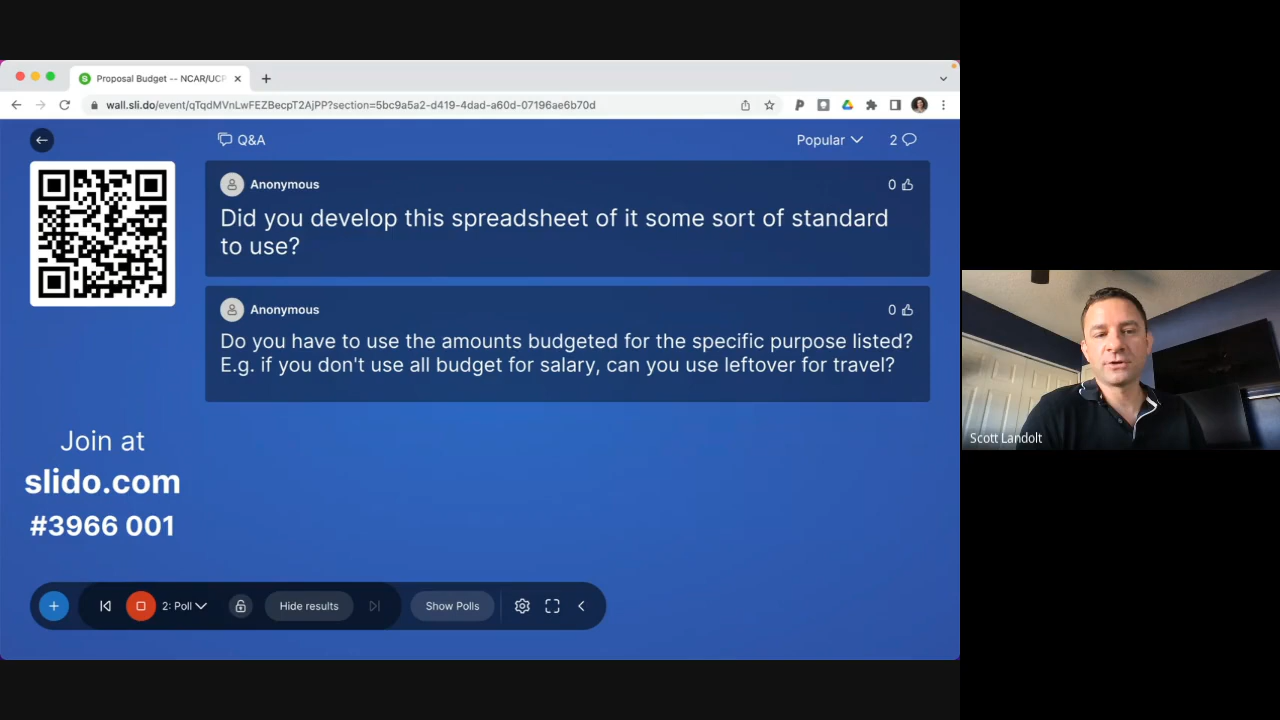 Proposal Budget -- NCAR/UCP
wall.sli.do/event/qTqdMVnLwFEZBecpT2AjPP?section=5bc9a5a2-d419-4dad-a60d-07196ae6b70d
Q&A
Popular
2
Anonymous
0
Did you develop this spreadsheet of it some sort of standard
to use?
Anonymous
0
Do you have to use the amounts budgeted for the specific purpose listed?
E.g. if you don't use all budget for salary, can you use leftover for travel?
Join at
slido.com
#3966 001
2: Poll
Hide results
Show Polls
Scott Landolt